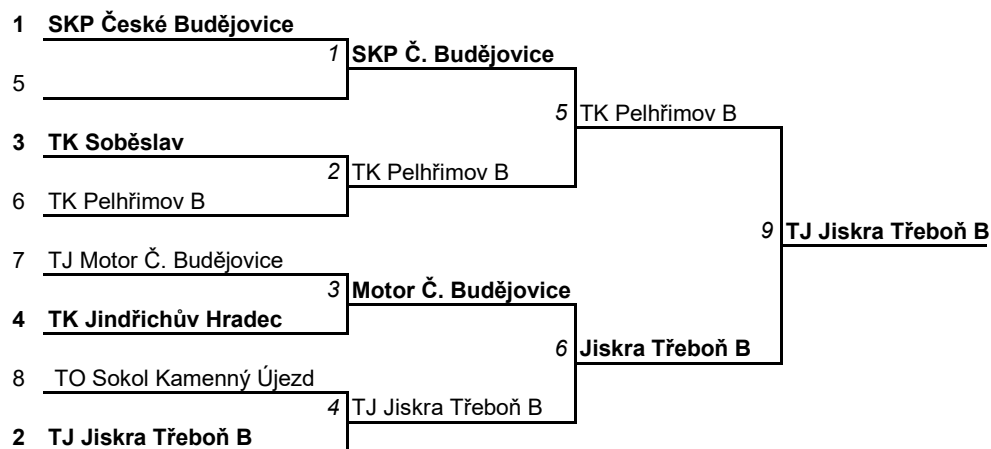 1 SKP České Budějovice
1 SKP Č. Budějovice
5
5 TK Pelhřimov B
3 TK Soběslav
2 TK Pelhřimov B
6 TK Pelhřimov B
9 TJ Jiskra Třeboň B
7 TJ Motor Č. Budějovice
3 Motor Č. Budějovice
4 TK Jindřichův Hradec
6 Jiskra Třeboň B
8 TO Sokol Kamenný Újezd
4 TJ Jiskra Třeboň B
2 TJ Jiskra Třeboň B